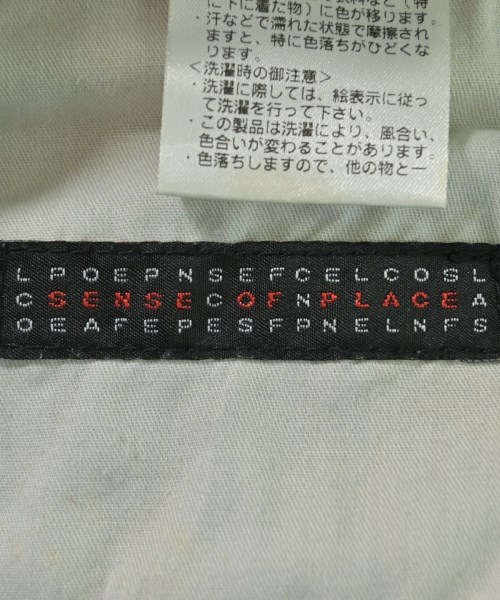 に下に着た物）に色が移ります。
・汗などで濡れた状態で摩擦され
ますと、特に色落ちがひどくな
ります。
＜洗濯時の御注意＞
・洗濯に際しては、絵表示に従っ
て洗濯を行って下さい。
・この製品は洗濯により、風合い、
色合いが変わることがあります。
・色落ちしますので、他の物と一
L P O E P N S E F C E L C O S L
C S E N S E C O F N P L A C E A
O E A F E P E S F P N E L N F S